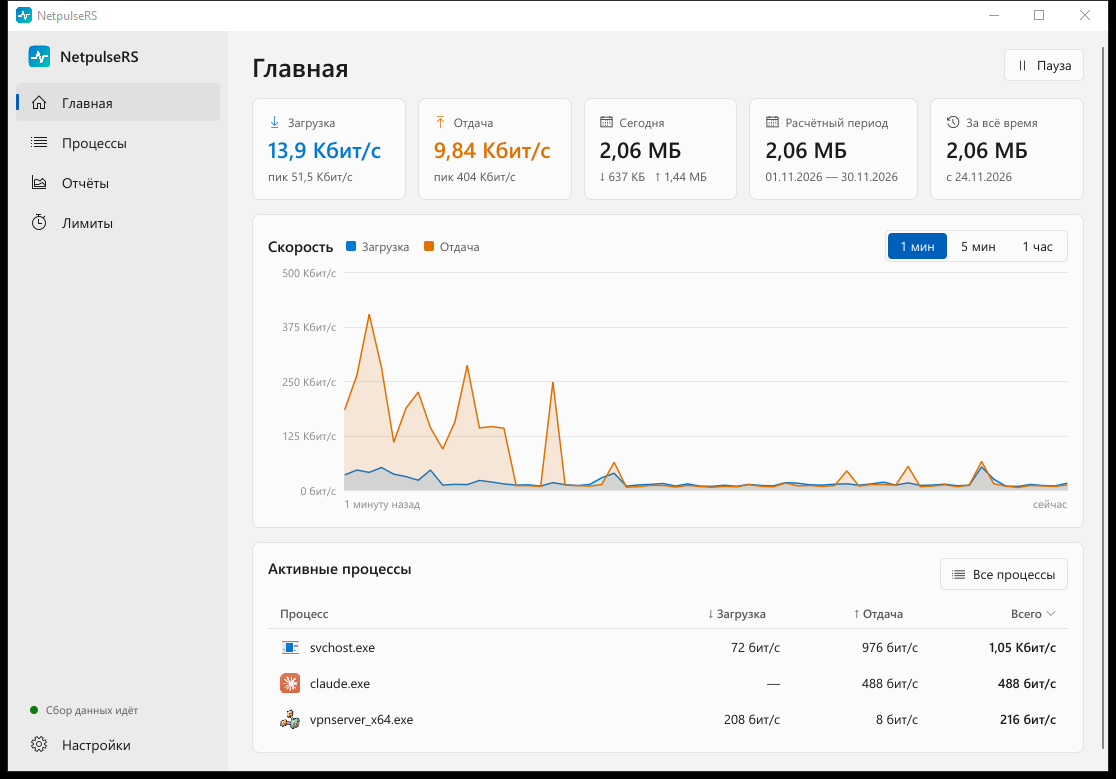 NetpulseRS
NetpulseRS
Главная
Процессы
Отчёты
Лимиты
Сбор данных идёт
Настройки
Главная
Пауза
Загрузка
13,9 Кбит/с
пик 51,5 Кбит/с
Отдача
9,84 Кбит/с
пик 404 Кбит/с
Сегодня
2,06 МБ
↓ 637 КБ ↑ 1,44 МБ
Расчётный период
2,06 МБ
01.11.2026 — 30.11.2026
За всё время
2,06 МБ
с 24.11.2026
Скорость Загрузка Отдача
1 мин 5 мин 1 час
500 Кбит/с
375 Кбит/с
250 Кбит/с
125 Кбит/с
0 бит/с
1 минуту назад сейчас
Активные процессы
Все процессы
Процесс ↓ Загрузка ↑ Отдача Всего
svchost.exe 72 бит/с 976 бит/с 1,05 Кбит/с
claude.exe — 488 бит/с 488 бит/с
vpnserver_x64.exe 208 бит/с 8 бит/с 216 бит/с